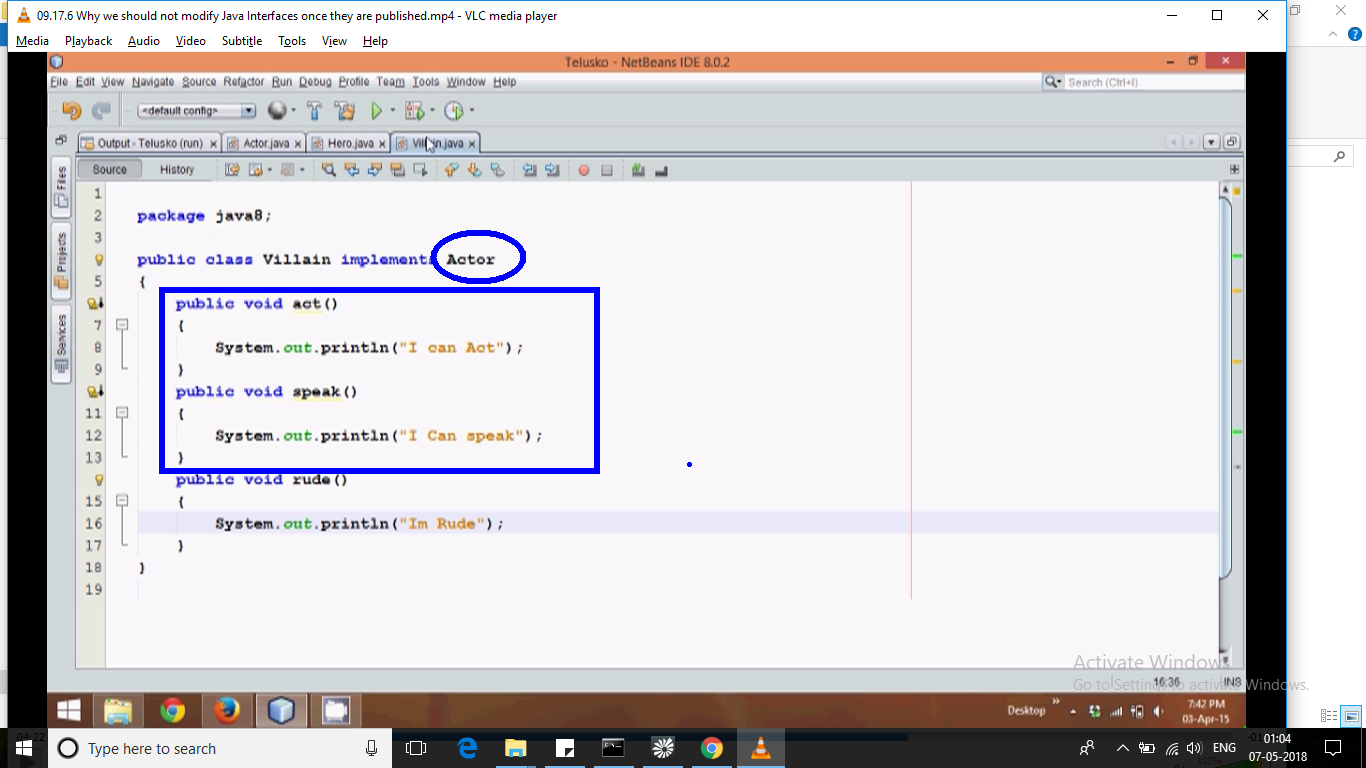 09.17.6 Why we should not modify Java Interfaces once they are published.mp4 - VLC media player
Media Playback Audio Video Subtitle Tools View Help
Telusko - NetBeans IDE 8.0.2
File Edit View Navigate Source Refactor Run Debug Profile Team Tools Window Help
Search (Ctrl+I)
<default config>
Output - Telusko (run) Actor.java Hero.java
Source History
Files
Projects
Services
1
2 package java8;
3
public class Villain implements Actor
5 {
public void act()
7 {
8 System.out.println("I can Act");
9 }
public void speak()
11 {
12 System.out.println("I Can speak");
13 }
public void rude()
15 {
16 System.out.println("Im Rude");
17 }
18 }
19
Activate Windows
Go to Settings to activate Windows.
16:36 INS
Desktop
7:42 PM
03-Apr-15
04:22
Type here to search
ENG
01:04
07-05-2018